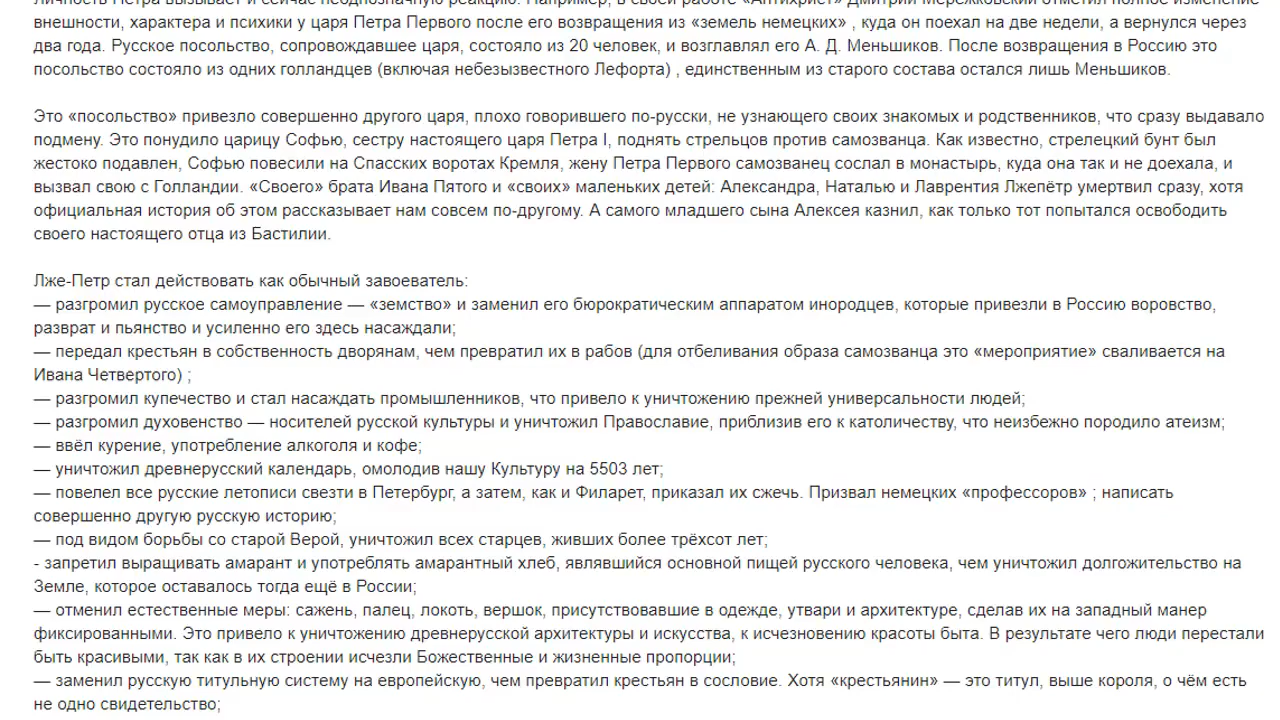 личность Петра вызывает и сейчас неоднозначную реакцию. Например, в своей работе «Антихрист» Дмитрий Мережковский отметил полное изменение
внешности, характера и психики у царя Петра Первого после его возвращения из «земель немецких» , куда он поехал на две недели, а вернулся через
два года. Русское посольство, сопровождавшее царя, состояло из 20 человек, и возглавлял его А. Д. Меньшиков. После возвращения в Россию это
посольство состояло из одних голландцев (включая небезызвестного Лефорта) , единственным из старого состава остался лишь Меньшиков.
Это «посольство» привезло совершенно другого царя, плохо говорившего по-русски, не узнающего своих знакомых и родственников, что сразу выдавало
подмену. Это понудило царицу Софью, сестру настоящего царя Петра I, поднять стрельцов против самозванца. Как известно, стрелецкий бунт был
жестоко подавлен, Софью повесили на Спасских воротах Кремля, жену Петра Первого самозванец сослал в монастырь, куда она так и не доехала, и
вызвал свою с Голландии. «Своего» брата Ивана Пятого и «своих» маленьких детей: Александра, Наталью и Лаврентия Лжепётр умертвил сразу, хотя
официальная история об этом рассказывает нам совсем по-другому. А самого младшего сына Алексея казнил, как только тот попытался освободить
своего настоящего отца из Бастилии.
Лже-Петр стал действовать как обычный завоеватель:
— разгромил русское самоуправление — «земство» и заменил его бюрократическим аппаратом инородцев, которые привезли в Россию воровство,
разврат и пьянство и усиленно его здесь насаждали;
— передал крестьян в собственность дворянам, чем превратил их в рабов (для отбеливания образа самозванца это «мероприятие» сваливается на
Ивана Четвертого) ;
— разгромил купечество и стал насаждать промышленников, что привело к уничтожению прежней универсальности людей;
— разгромил духовенство — носителей русской культуры и уничтожил Православие, приблизив его к католичеству, что неизбежно породило атеизм;
— ввёл курение, употребление алкоголя и кофе;
— уничтожил древнерусский календарь, омолодив нашу Культуру на 5503 лет;
— повелел все русские летописи свезти в Петербург, а затем, как и Филарет, приказал их сжечь. Призвал немецких «профессоров» ; написать
совершенно другую русскую историю;
— под видом борьбы со старой Верой, уничтожил всех старцев, живших более трёхсот лет;
- запретил выращивать амарант и употреблять амарантный хлеб, являвшийся основной пищей русского человека, чем уничтожил долгожительство на
Земле, которое оставалось тогда ещё в России;
— отменил естественные меры: сажень, палец, локоть, вершок, присутствовавшие в одежде, утвари и архитектуре, сделав их на западный манер
фиксированными. Это привело к уничтожению древнерусской архитектуры и искусства, к исчезновению красоты быта. В результате чего люди перестали
быть красивыми, так как в их строении исчезли Божественные и жизненные пропорции;
— заменил русскую титульную систему на европейскую, чем превратил крестьян в сословие. Хотя «крестьянин» — это титул, выше короля, о чём есть
не одно свидетельство;